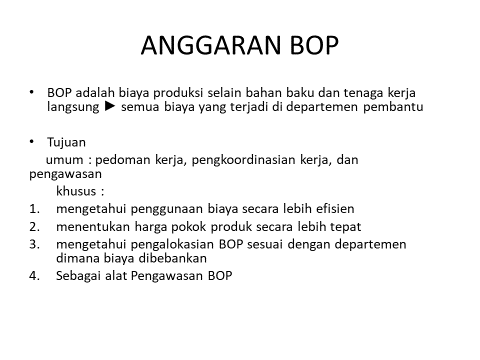 ANGGARAN BOP
• BOP adalah biaya produksi selain bahan baku dan tenaga kerja
langsung ► semua biaya yang terjadi di departemen pembantu
• Tujuan
umum : pedoman kerja, pengkoordinasian kerja, dan
pengawasan
khusus :
1. mengetahui penggunaan biaya secara lebih efisien
2. menentukan harga pokok produk secara lebih tepat
3. mengetahui pengalokasian BOP sesuai dengan departemen
dimana biaya dibebankan
4. Sebagai alat Pengawasan BOP